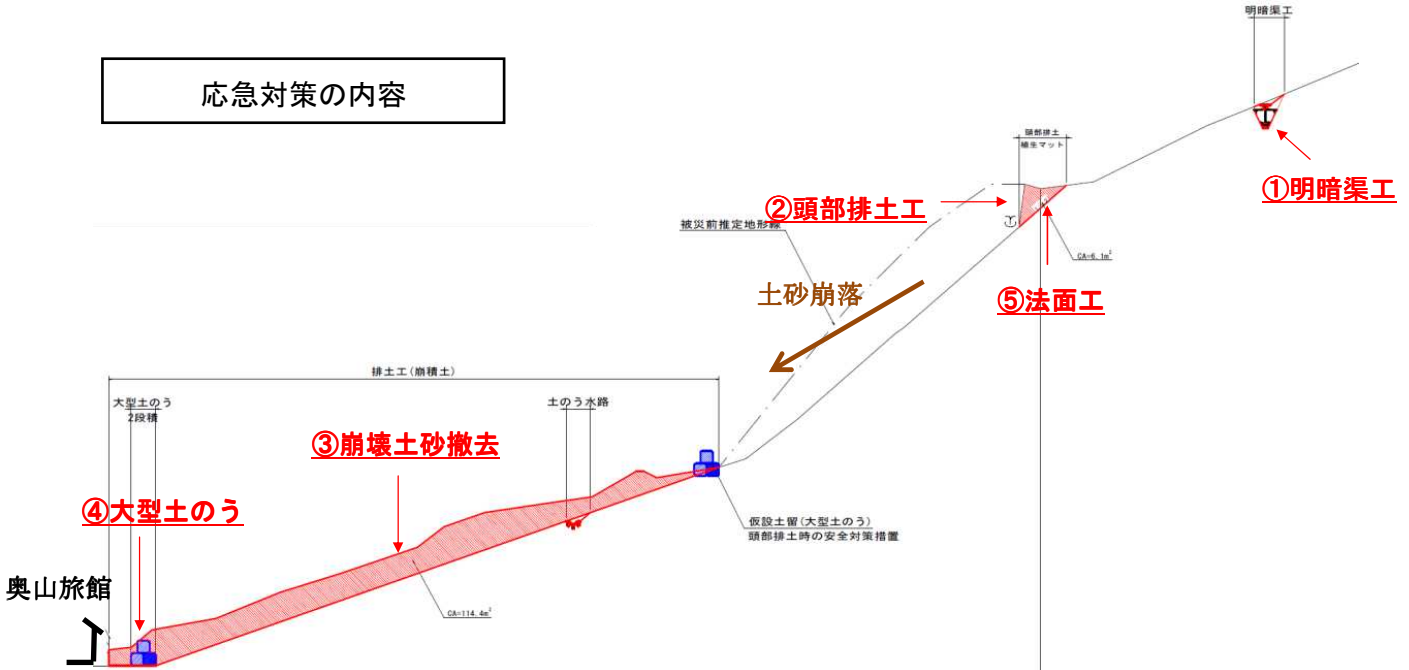 明暗渠工
応急対策の内容
頭部排土
植生マット
①明暗渠工
②頭部排土工
被災前推定地形線
CA=6.1m²
土砂崩落
⑤法面工
排土工(崩積土)
大型土のう
2段積
土のう水路
③崩壊土砂撤去
④大型土のう
仮設土留(大型土のう)
頭部排土時の安全対策措置
奥山旅館
CA=114.4m²